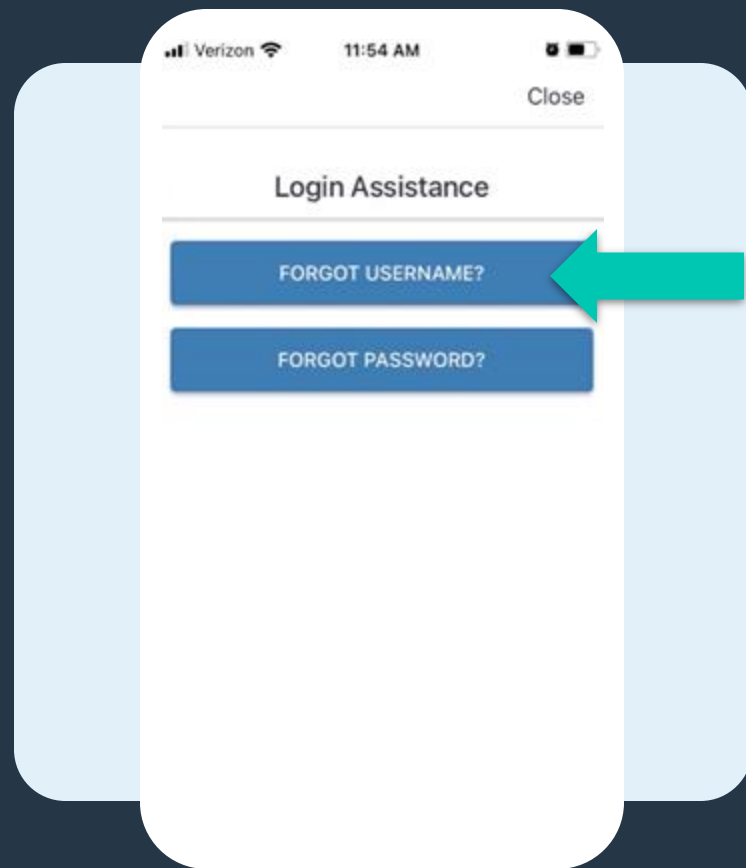 Verizon 11:54 AM
Close
Login Assistance
FORGOT USERNAME?
FORGOT PASSWORD?